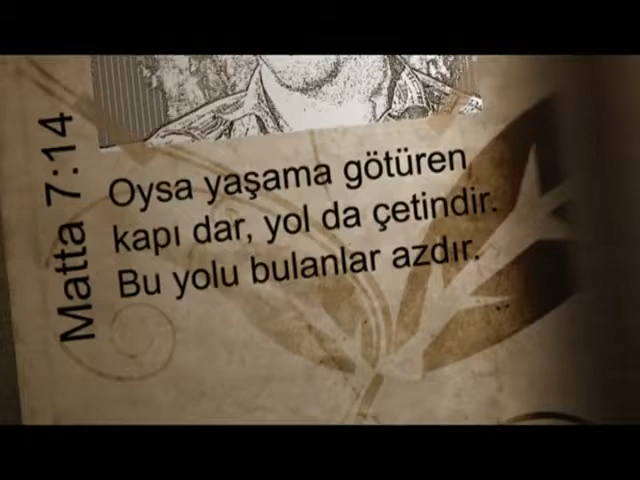 Matta 7:14
Oysa yaşama götüren
kapı dar, yol da çetindir.
Bu yolu bulanlar azdır.